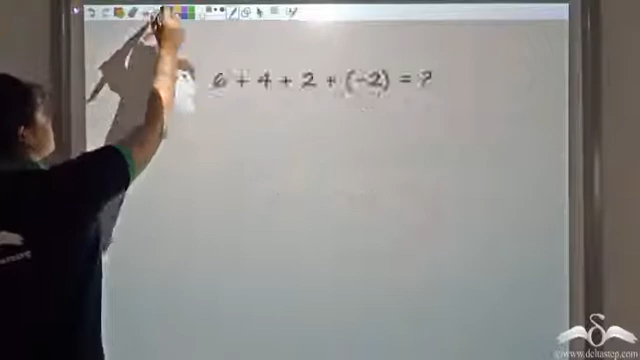 6 + 4 + 2 + (-2) = ?
© www.deltastep.com